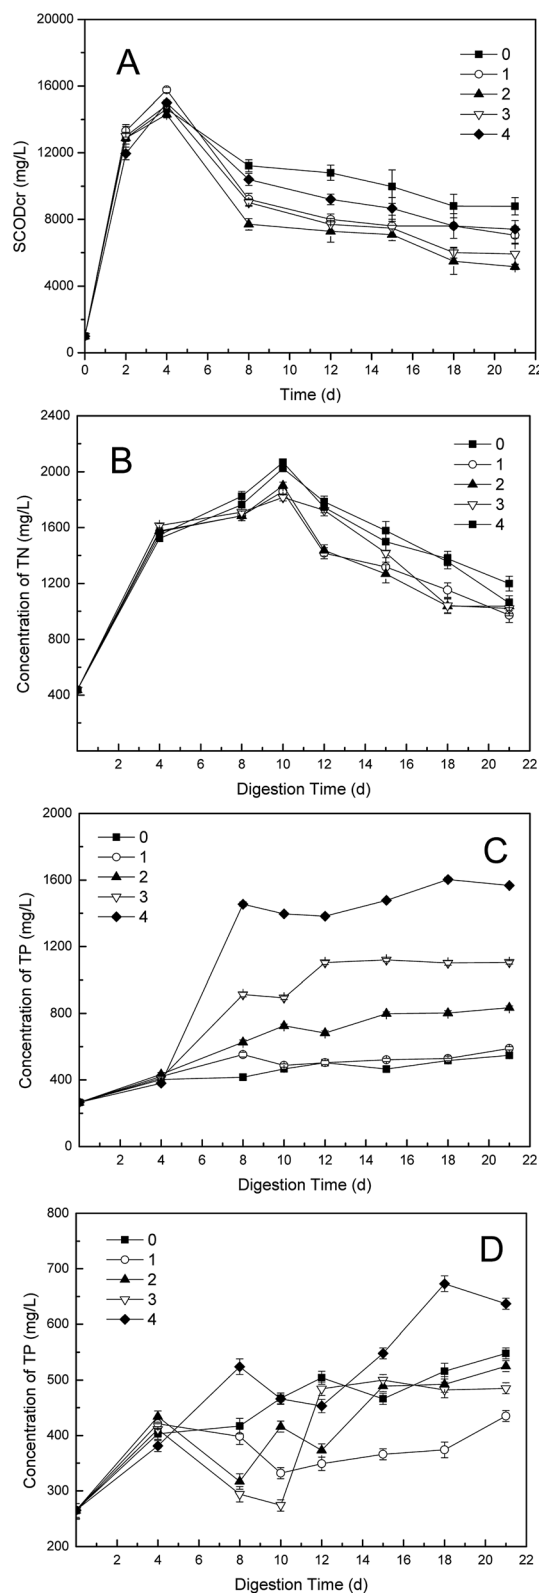 20000
16000
12000
8000
4000
0
SCODcr (mg/L)
A
0
1
2
3
4
0 2 4 6 8 10 12 14 16 18 20 22
Time (d)
2400
2000
1600
1200
800
400
Concentration of TN (mg/L)
B
0
1
2
3
4
2 4 6 8 10 12 14 16 18 20 22
Digestion Time (d)
2000
1600
1200
800
400
0
Concentration of TP (mg/L)
0
1
2
3
4
C
2 4 6 8 10 12 14 16 18 20 22
Digestion Time (d)
800
700
600
500
400
300
200
Concentration of TP (mg/L)
0
1
2
3
4
D
2 4 6 8 10 12 14 16 18 20 22
Digestion Time (d)